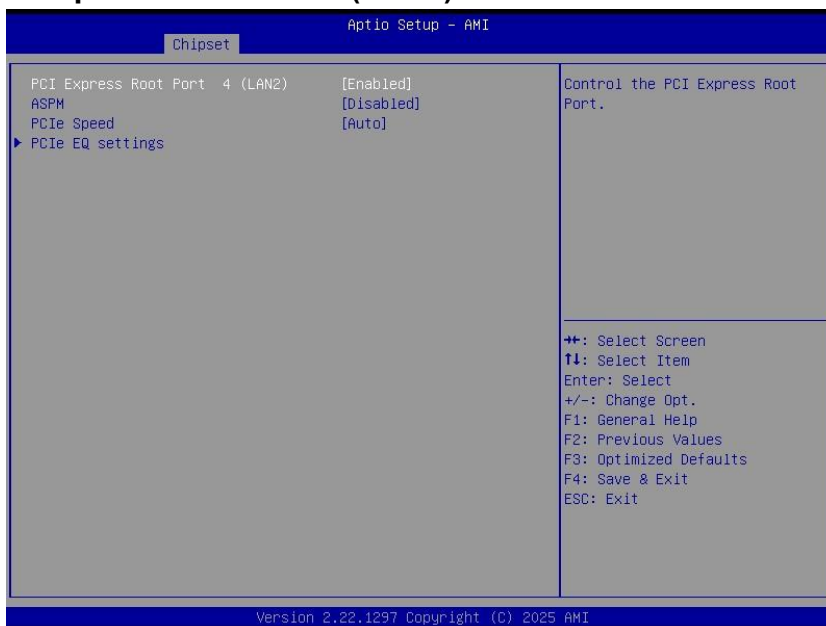 Aptio Setup - AMI
Chipset
PCI Express Root Port 4 (LAN2) [Enabled]
ASPM [Disabled]
PCIe Speed [Auto]
PCIe EQ settings
Control the PCI Express Root
Port.
: Select Screen
↑↓: Select Item
Enter: Select
+/-: Change Opt.
F1: General Help
F2: Previous Values
F3: Optimized Defaults
F4: Save & Exit
ESC: Exit
Version 2.22.1297 Copyright (C) 2025 AMI